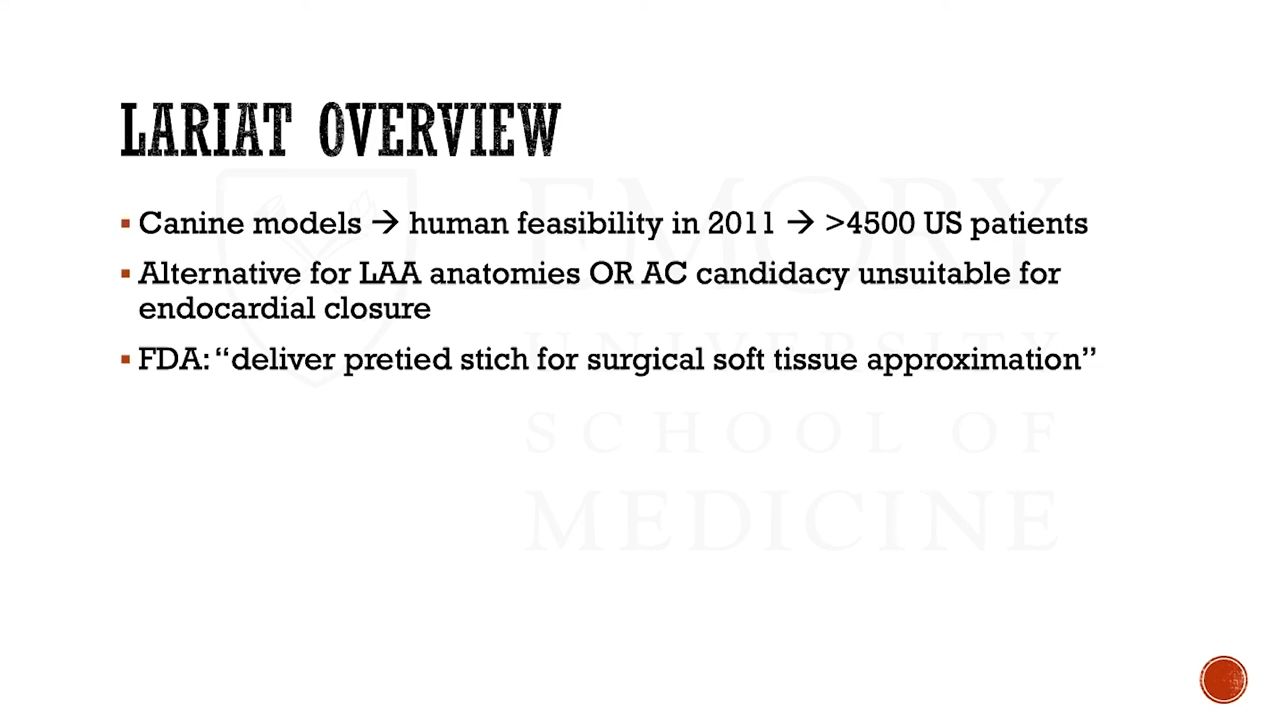 LARIAT OVERVIEW
▪ Canine models → human feasibility in 2011 → >4500 US patients
▪ Alternative for LAA anatomies OR AC candidacy unsuitable for
endocardial closure
▪ FDA: “deliver pretied stich for surgical soft tissue approximation”
EMORY
UNIVERSITY
SCHOOL OF
MEDICINE